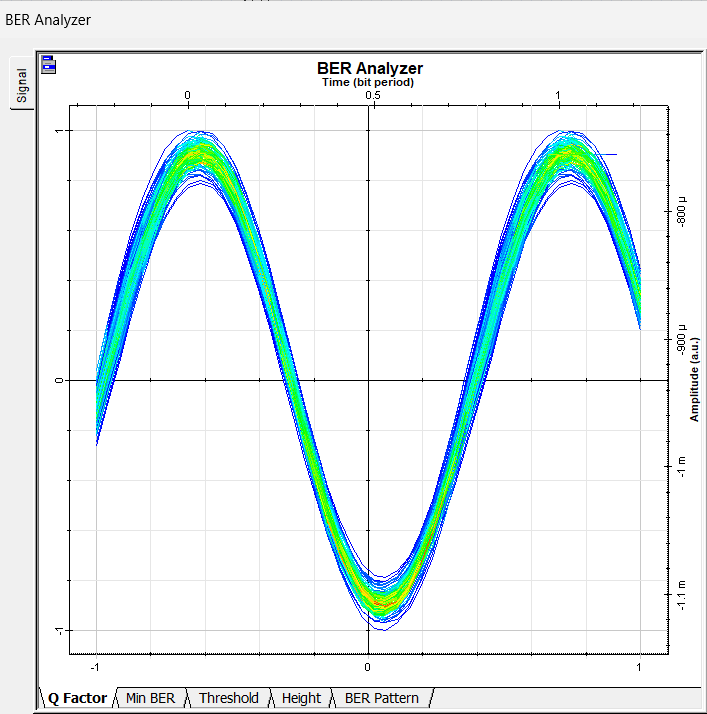 BER Analyzer
Signal
BER Analyzer
Time (bit period)
0 0.5 1
1
0
-1
-800 µ
-900 µ
-1 m
-1.1 m
Amplitude (a.u.)
-1 0 1
Q Factor Min BER Threshold Height BER Pattern